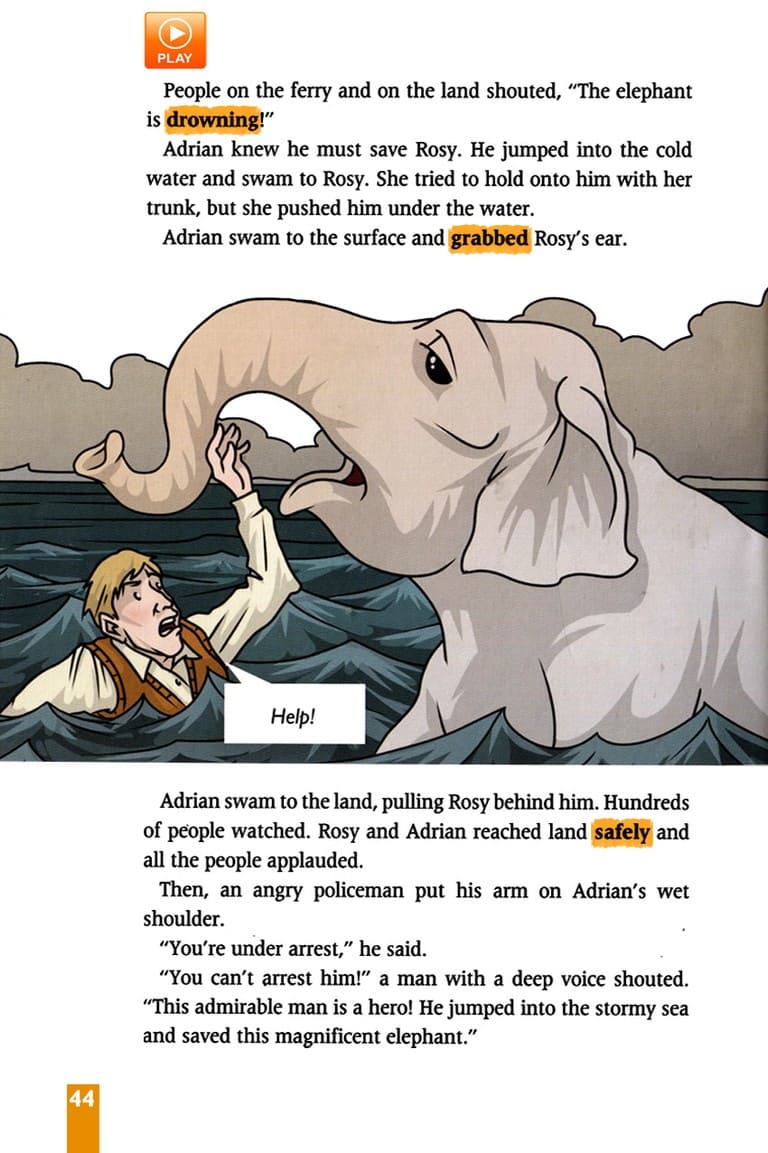 PLAY
People on the ferry and on the land shouted, “The elephant
is drowning!”
Adrian knew he must save Rosy. He jumped into the cold
water and swam to Rosy. She tried to hold onto him with her
trunk, but she pushed him under the water.
Adrian swam to the surface and grabbed Rosy’s ear.
Help!
Adrian swam to the land, pulling Rosy behind him. Hundreds
of people watched. Rosy and Adrian reached land safely and
all the people applauded.
Then, an angry policeman put his arm on Adrian’s wet
shoulder.
“You’re under arrest,” he said.
“You can’t arrest him!” a man with a deep voice shouted.
“This admirable man is a hero! He jumped into the stormy sea
and saved this magnificent elephant.”
44